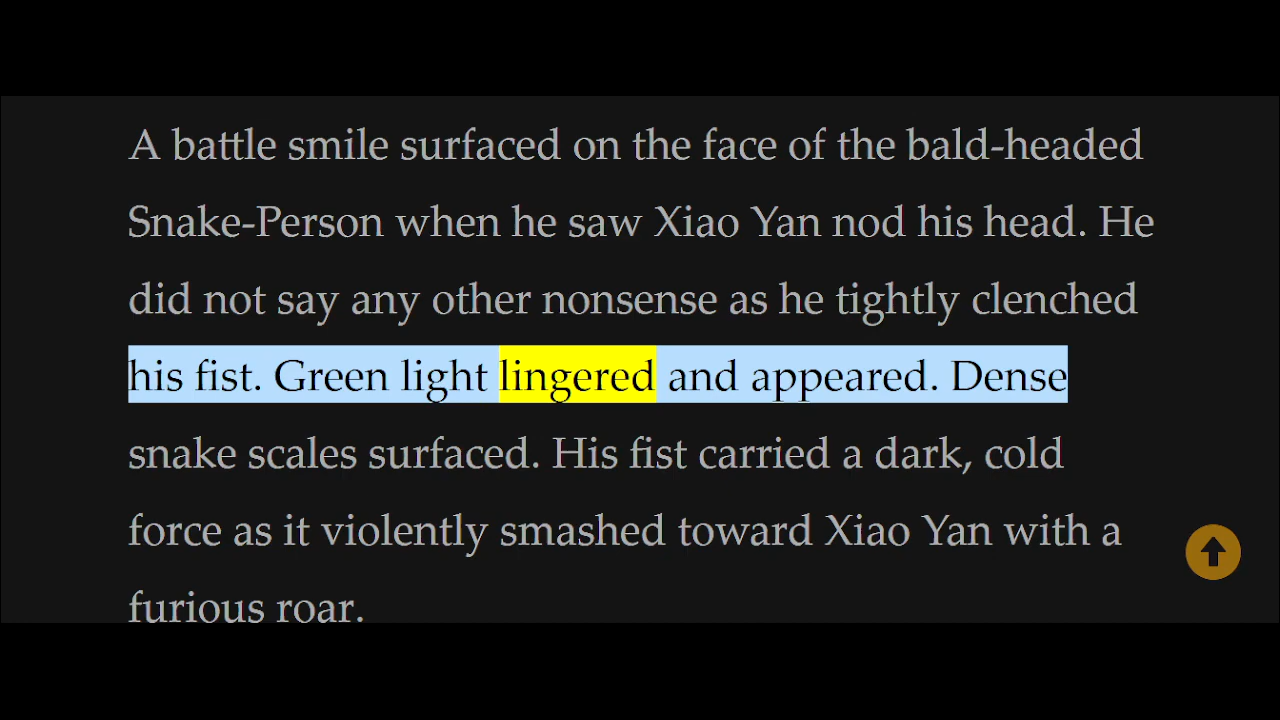 A battle smile surfaced on the face of the bald-headed
Snake-Person when he saw Xiao Yan nod his head. He
did not say any other nonsense as he tightly clenched
his fist. Green light lingered and appeared. Dense
snake scales surfaced. His fist carried a dark, cold
force as it violently smashed toward Xiao Yan with a
furious roar.